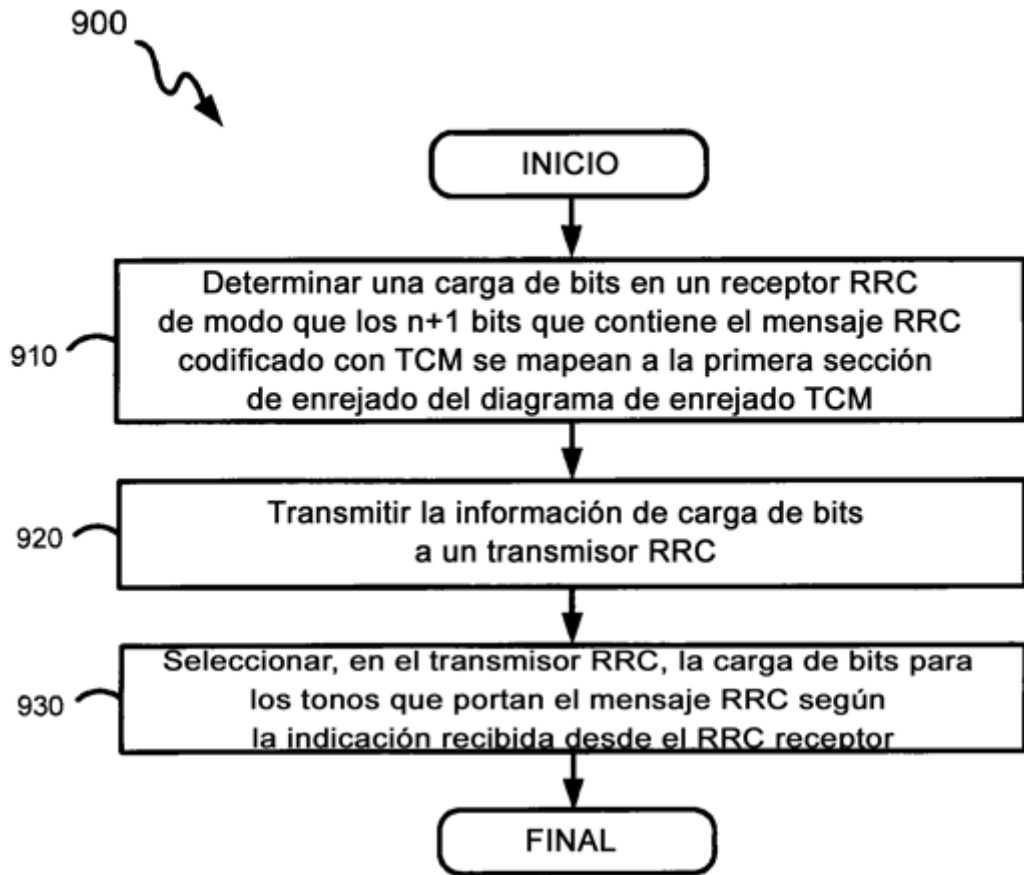 900
INICIO
Determinar una carga de bits en un receptor RRC
de modo que los n+1 bits que contiene el mensaje RRC
910
codificado con TCM se mapean a la primera sección
de enrejado del diagrama de enrejado TCM
Transmitir la información de carga de bits
920
a un transmisor RRC
Seleccionar, en el transmisor RRC, la carga de bits para
930
los tonos que portan el mensaje RRC según
la indicación recibida desde el RRC receptor
FINAL